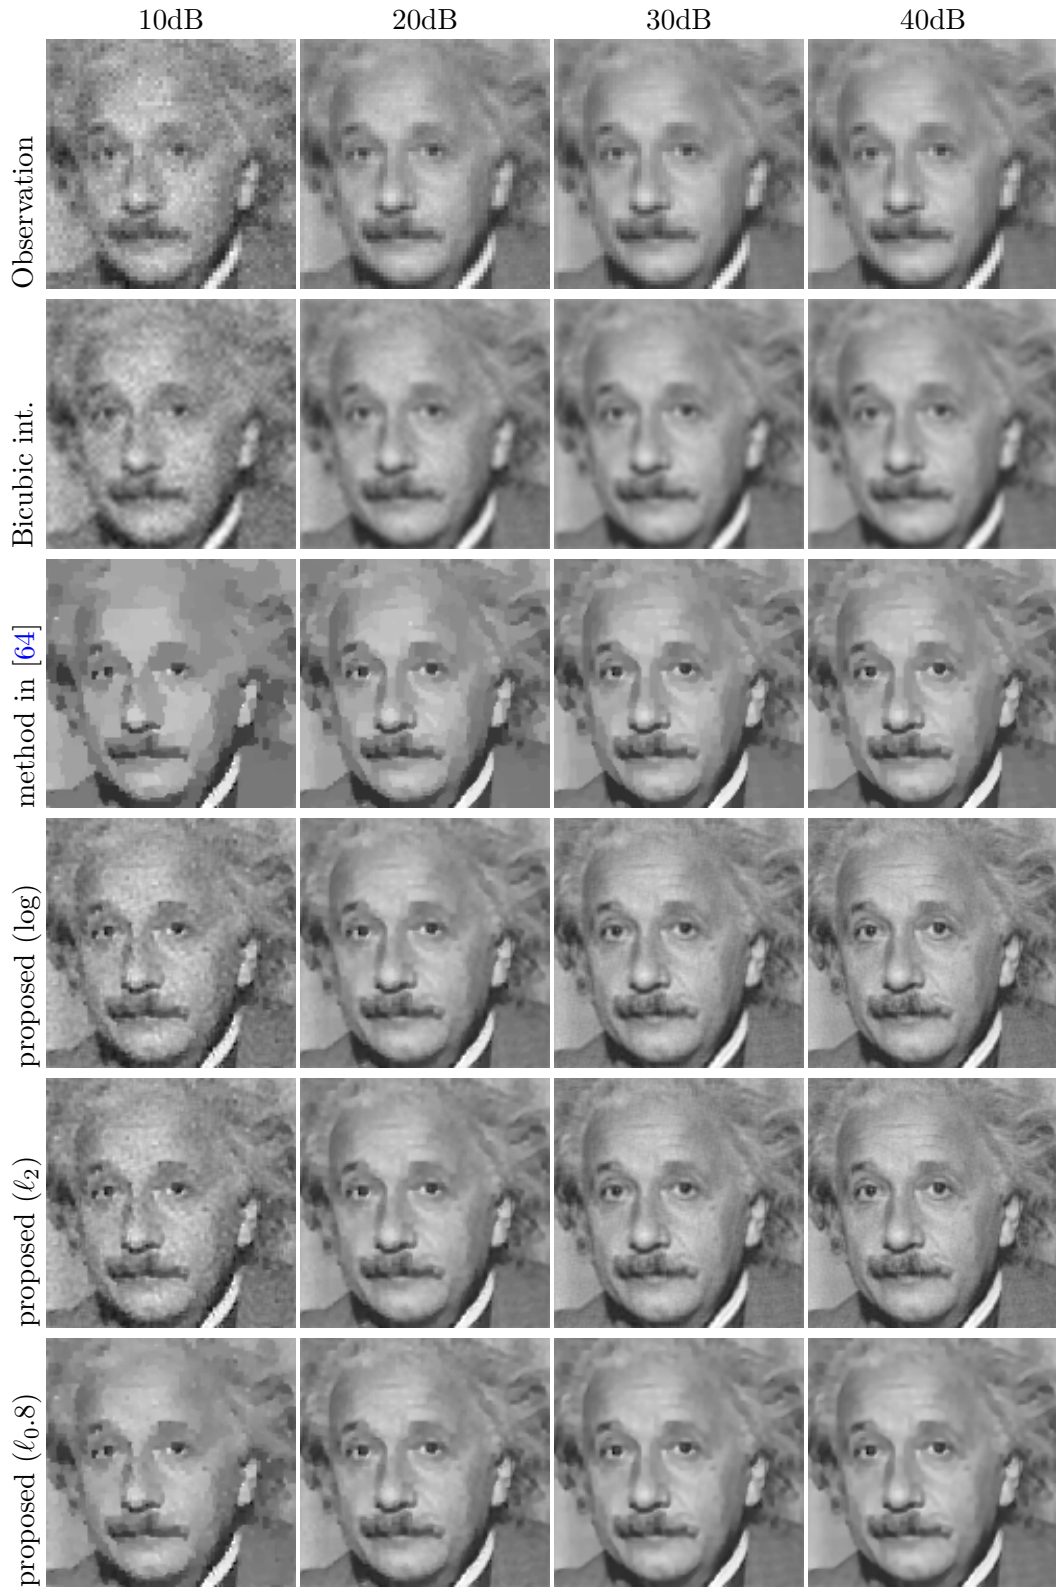 10dB 20dB 30dB 40dB
Observation
Bicubic int.
method in [64]
proposed (log)
proposed (ℓ₂)
proposed (ℓ₀.8)